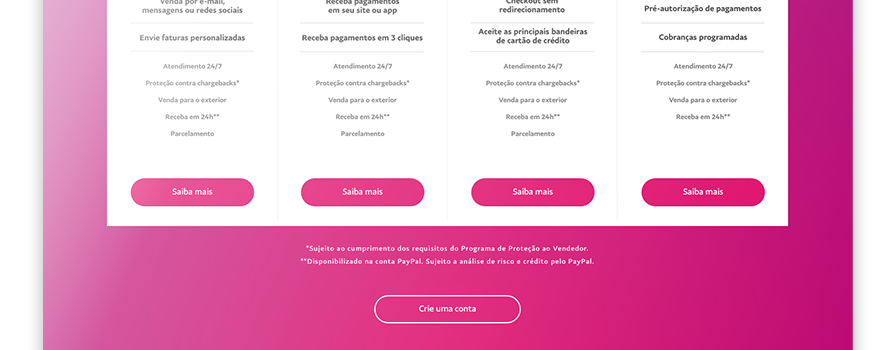 Venda por e-mail,
mensagens ou redes sociais
Envie faturas personalizadas
Atendimento 24/7
Proteção contra chargebacks*
Venda para o exterior
Receba em 24h**
Parcelamento
Saiba mais
Receba pagamentos
em seu site ou app
Receba pagamentos em 3 cliques
Atendimento 24/7
Proteção contra chargebacks*
Venda para o exterior
Receba em 24h**
Parcelamento
Saiba mais
Checkout sem
redirecionamento
Aceite as principais bandeiras
de cartão de crédito
Atendimento 24/7
Proteção contra chargebacks*
Venda para o exterior
Receba em 24h**
Parcelamento
Saiba mais
Pré-autorização de pagamentos
Cobranças programadas
Atendimento 24/7
Proteção contra chargebacks*
Venda para o exterior
Receba em 24h**
Saiba mais
*Sujeito ao cumprimento dos requisitos do Programa de Proteção ao Vendedor.
**Disponibilizado na conta PayPal. Sujeito a análise de risco e crédito pelo PayPal.
Crie uma conta